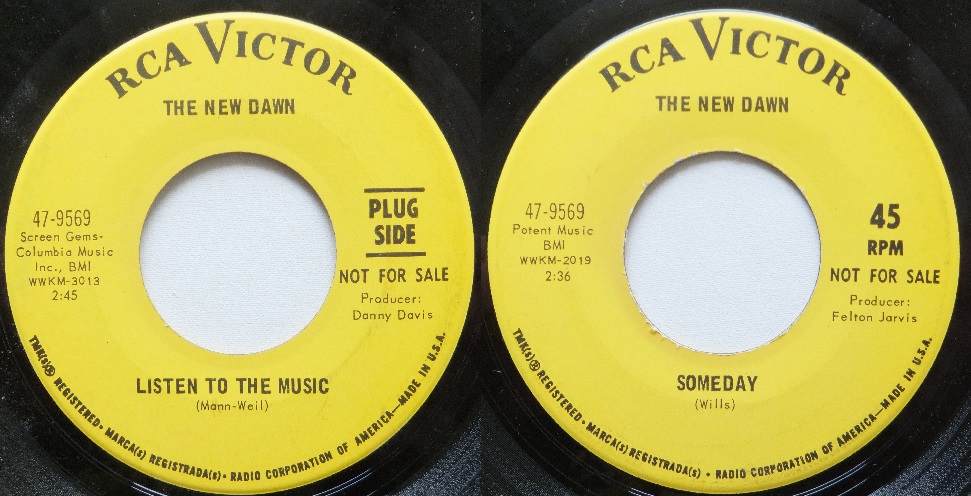 RCA VICTOR
THE NEW DAWN
47-9569
Screen Gems-
Columbia Music
Inc., BMI
WWKM-3013
2:45
PLUG
SIDE
NOT FOR SALE
Producer:
Danny Davis
LISTEN TO THE MUSIC
(Mann-Weil)
TMK(s) ® REGISTERED • MARCA(s) REGISTRADA(s) • RADIO CORPORATION OF AMERICA—MADE IN U.S.A.
RCA VICTOR
THE NEW DAWN
47-9569
Potent Music
BMI
WWKM-2019
2:36
45
RPM
NOT FOR SALE
Producer:
Felton Jarvis
SOMEDAY
(Wills)
TMK(s) ® REGISTERED • MARCA(s) REGISTRADA(s) • RADIO CORPORATION OF AMERICA—MADE IN U.S.A.